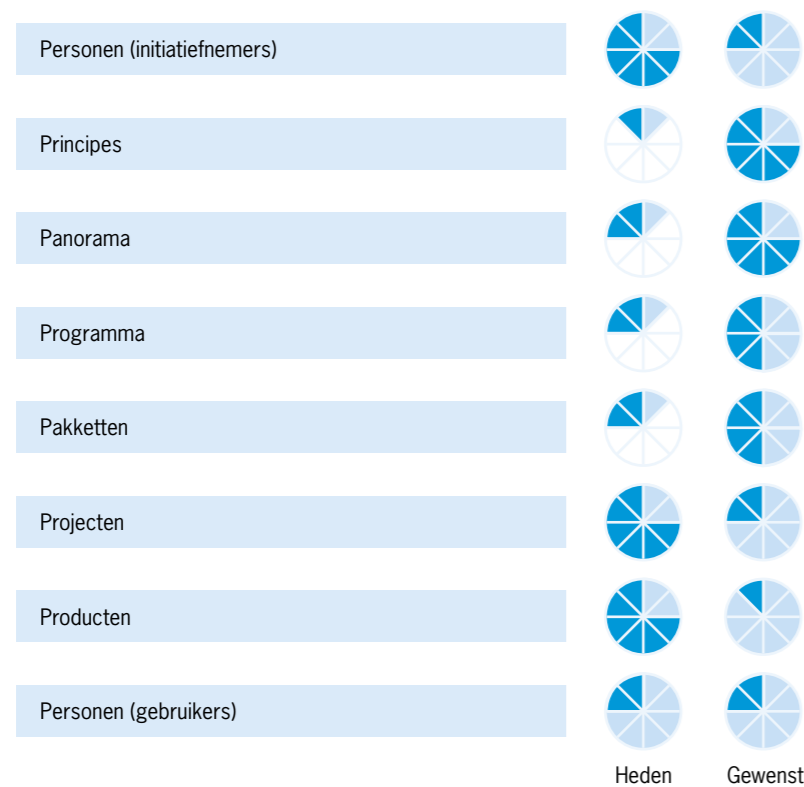 Personen (initiatiefnemers)
Principes
Panorama
Programma
Pakketten
Projecten
Producten
Personen (gebruikers)
Heden Gewenst